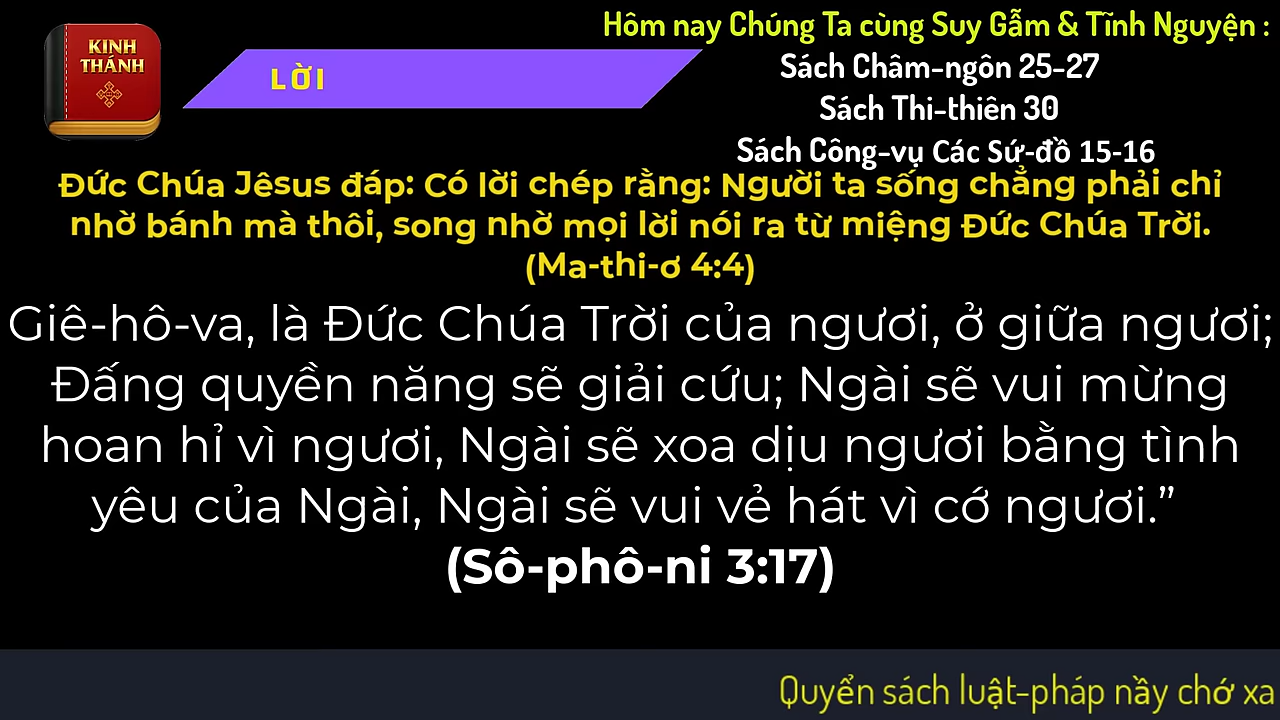 KINH
THÁNH
LỜI
Hôm nay Chúng Ta cùng Suy Gẫm & Tĩnh Nguyện :
Sách Châm-ngôn 25-27
Sách Thi-thiên 30
Sách Công-vụ Các Sứ-đồ 15-16
Đức Chúa Jêsus đáp: Có lời chép rằng: Người ta sống chẳng phải chỉ
nhờ bánh mà thôi, song nhờ mọi lời nói ra từ miệng Đức Chúa Trời.
(Ma-thi-ơ 4:4)
Giê-hô-va, là Đức Chúa Trời của ngươi, ở giữa ngươi;
Đấng quyền năng sẽ giải cứu; Ngài sẽ vui mừng
hoan hỉ vì ngươi, Ngài sẽ xoa dịu ngươi bằng tình
yêu của Ngài, Ngài sẽ vui vẻ hát vì cớ ngươi.”
(Sô-phô-ni 3:17)
Quyển sách luật-pháp nầy chớ xa